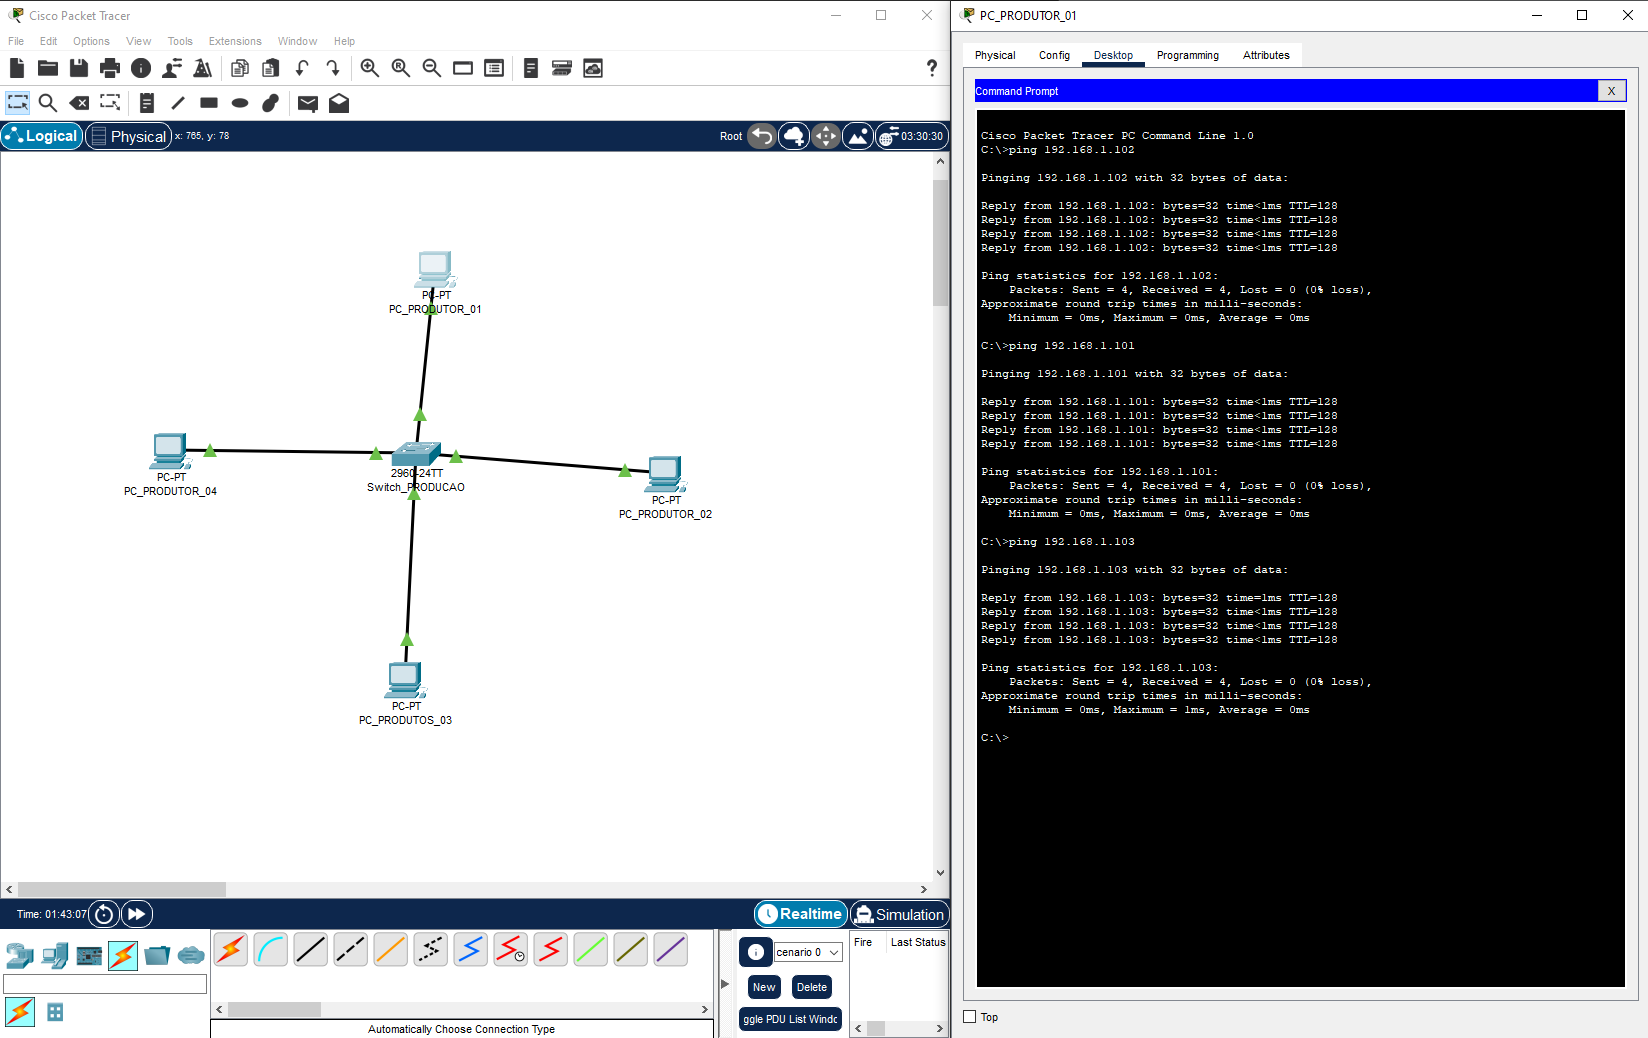 Cisco Packet Tracer
File Edit Options View Tools Extensions Window Help
?
Logical Physical x: 765, y: 78 Root 03:30:30
PC-PT
PC_PRODUTOR_01
PC-PT
PC_PRODUTOR_04
2960-24TT
Switch_PRODUCAO
PC-PT
PC_PRODUTOR_02
PC-PT
PC_PRODUTOS_03
Time: 01:43:07 Realtime Simulation
cenario 0
Fire Last Status
New Delete
ggle PDU List Windo
Automatically Choose Connection Type
PC_PRODUTOR_01
Physical Config Desktop Programming Attributes
Command Prompt X
Cisco Packet Tracer PC Command Line 1.0
C:\>ping 192.168.1.102
Pinging 192.168.1.102 with 32 bytes of data:
Reply from 192.168.1.102: bytes=32 time<1ms TTL=128
Reply from 192.168.1.102: bytes=32 time<1ms TTL=128
Reply from 192.168.1.102: bytes=32 time<1ms TTL=128
Reply from 192.168.1.102: bytes=32 time<1ms TTL=128
Ping statistics for 192.168.1.102:
Packets: Sent = 4, Received = 4, Lost = 0 (0% loss),
Approximate round trip times in milli-seconds:
Minimum = 0ms, Maximum = 0ms, Average = 0ms
C:\>ping 192.168.1.101
Pinging 192.168.1.101 with 32 bytes of data:
Reply from 192.168.1.101: bytes=32 time<1ms TTL=128
Reply from 192.168.1.101: bytes=32 time<1ms TTL=128
Reply from 192.168.1.101: bytes=32 time<1ms TTL=128
Reply from 192.168.1.101: bytes=32 time<1ms TTL=128
Ping statistics for 192.168.1.101:
Packets: Sent = 4, Received = 4, Lost = 0 (0% loss),
Approximate round trip times in milli-seconds:
Minimum = 0ms, Maximum = 0ms, Average = 0ms
C:\>ping 192.168.1.103
Pinging 192.168.1.103 with 32 bytes of data:
Reply from 192.168.1.103: bytes=32 time=1ms TTL=128
Reply from 192.168.1.103: bytes=32 time<1ms TTL=128
Reply from 192.168.1.103: bytes=32 time<1ms TTL=128
Reply from 192.168.1.103: bytes=32 time<1ms TTL=128
Ping statistics for 192.168.1.103:
Packets: Sent = 4, Received = 4, Lost = 0 (0% loss),
Approximate round trip times in milli-seconds:
Minimum = 0ms, Maximum = 1ms, Average = 0ms
C:\>
Top